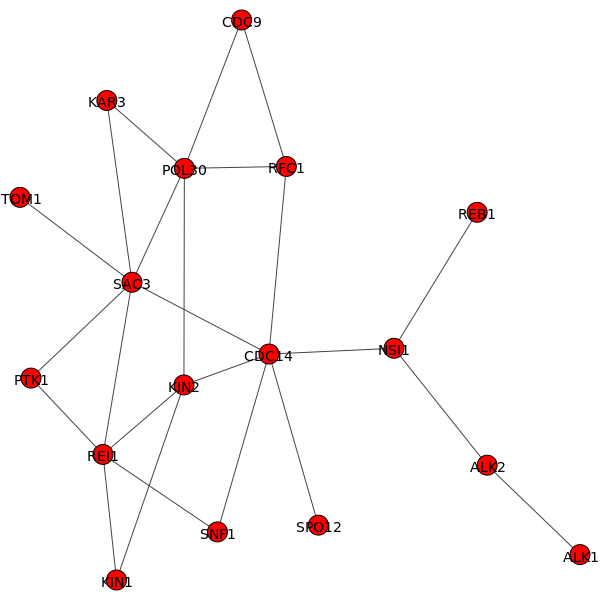 CDC9
KAR3
POL30
RFC1
TOM1
REB1
SAC3
NSI1
CDC14
PTK1
KIN2
REI1
ALK2
SPO12
SNF1
ALK1
KIN1